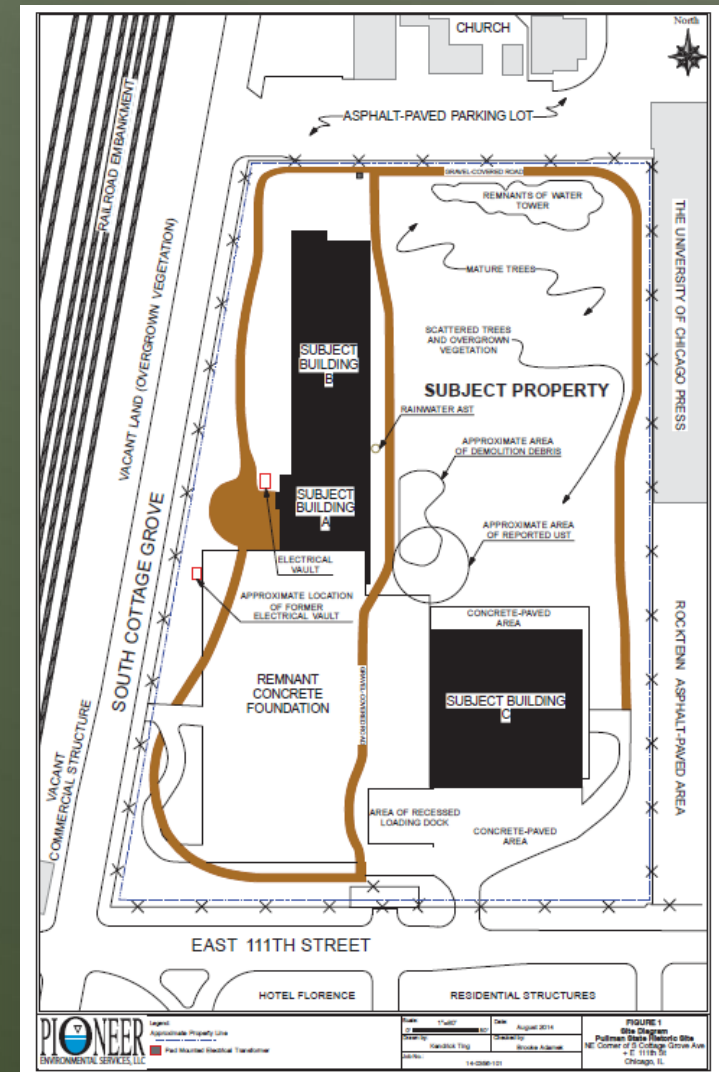 North
CHURCH
RAILROAD EMBANKMENT
ASPHALT-PAVED PARKING LOT
GRAVEL-COVERED ROAD
REMNANTS OF WATER
TOWER
THE UNIVERSITY OF CHICAGO PRESS
VACANT LAND (OVERGROWN VEGETATION)
MATURE TREES
SCATTERED TREES
AND OVERGROWN
VEGETATION
SUBJECT
BUILDING
B
SUBJECT PROPERTY
RAINWATER AST
APPROXIMATE AREA
OF DEMOLITION DEBRIS
SUBJECT
BUILDING
A
APPROXIMATE AREA
OF REPORTED UST
ELECTRICAL
VAULT
SOUTH COTTAGE GROVE
APPROXIMATE LOCATION
OF FORMER
ELECTRICAL VAULT
CONCRETE-PAVED
AREA
ROCKTENN ASPHALT-PAVED AREA
REMNANT
CONCRETE
FOUNDATION
GRAVEL-COVERED ROAD
SUBJECT BUILDING
C
VACANT
COMMERCIAL STRUCTURE
AREA OF RECESSED
LOADING DOCK
CONCRETE-PAVED
AREA
EAST 111TH STREET
HOTEL FLORENCE
RESIDENTIAL STRUCTURES
PIONEER
ENVIRONMENTAL SERVICES, LLC
Legend:
Approximate Property Line
Pad Mounted Electrical Transformer
Scale:
1"=80'
0' 80'
Date:
August 2014
Drawn by:
Kendrick Ting
Checked by:
Brooke Adamek
Job No.:
FIGURE 1
Site Diagram
Pullman State Historic Site
NE Corner of S Cottage Grove Ave
+ E 111th St
Chicago, IL